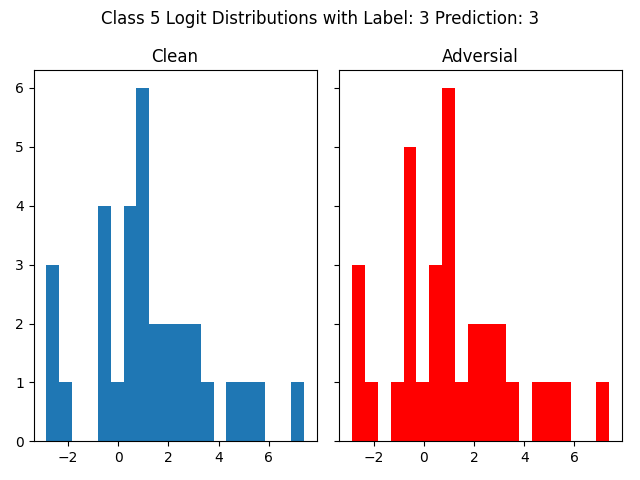 Class 5 Logit Distributions with Label: 3 Prediction: 3
Clean
Adversial
6
5
4
3
2
1
0
−2 0 2 4 6
−2 0 2 4 6